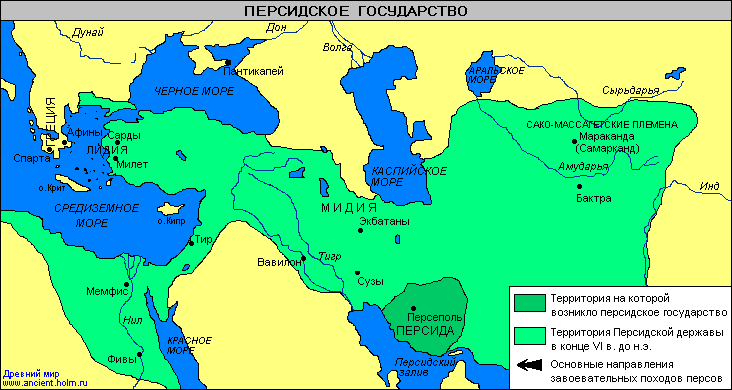 ПЕРСИДСКОЕ ГОСУДАРСТВО
Дунай
Дон
Волга
Пантикапей
ЧЕРНОЕ МОРЕ
АРАЛЬСКОЕ
МОРЕ
Сырьдарья
ГРЕЦИЯ
Афины
Спарта
Сарды
ЛИДИЯ
Милет
о.Крит
САКО-МАССАГЕТСКИЕ ПЛЕМЕНА
Мараканда
(Самарканд)
Амударья
Бактра
Инд
КАСПИЙСКОЕ
МОРЕ
СРЕДИЗЕМНОЕ
МОРЕ
о.Кипр
МИДИЯ
Экбатаны
Тир
Вавилон
Тигр
Сузы
Мемфис
Нил
Фивы
КРАСНОЕ
МОРЕ
Персеполь
ПЕРСИДА
Персидский
залив
Территория на которой
возникло персидское государство
Территория Персидской державы
в конце VI в. до н.э.
Основные направления
завоевательных походов персов
Древний мир
www.ancient.holm.ru